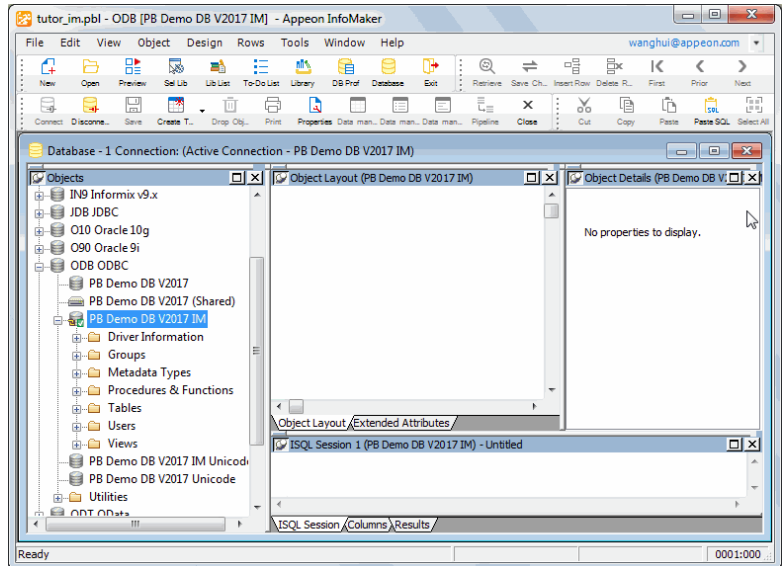 tutor_im.pbl - ODB [PB Demo DB V2017 IM] - Appeon InfoMaker
File Edit View Object Design Rows Tools Window Help wanghui@appeon.com
New Open Preview Sel Lib Lib List To-Do List Library DB Prof Database Exit Retrieve Save Ch... Insert Row Delete R... First Prior Next
Connect Disconne... Save Create T... Drop Obj... Print Properties Data man... Data man... Data man... Pipeline Close Cut Copy Paste Paste SQL Select All
Database - 1 Connection: (Active Connection - PB Demo DB V2017 IM)
Objects
IN9 Informix v9.x
JDB JDBC
O10 Oracle 10g
O90 Oracle 9i
ODB ODBC
PB Demo DB V2017
PB Demo DB V2017 (Shared)
PB Demo DB V2017 IM
Driver Information
Groups
Metadata Types
Procedures & Functions
Tables
Users
Views
PB Demo DB V2017 IM Unicod
PB Demo DB V2017 Unicode
Utilities
ODT OData
Object Layout (PB Demo DB V2017 IM)
Object Layout Extended Attributes
Object Details (PB Demo DB V
No properties to display.
ISQL Session 1 (PB Demo DB V2017 IM) - Untitled
ISQL Session Columns Results
Ready 0001:000